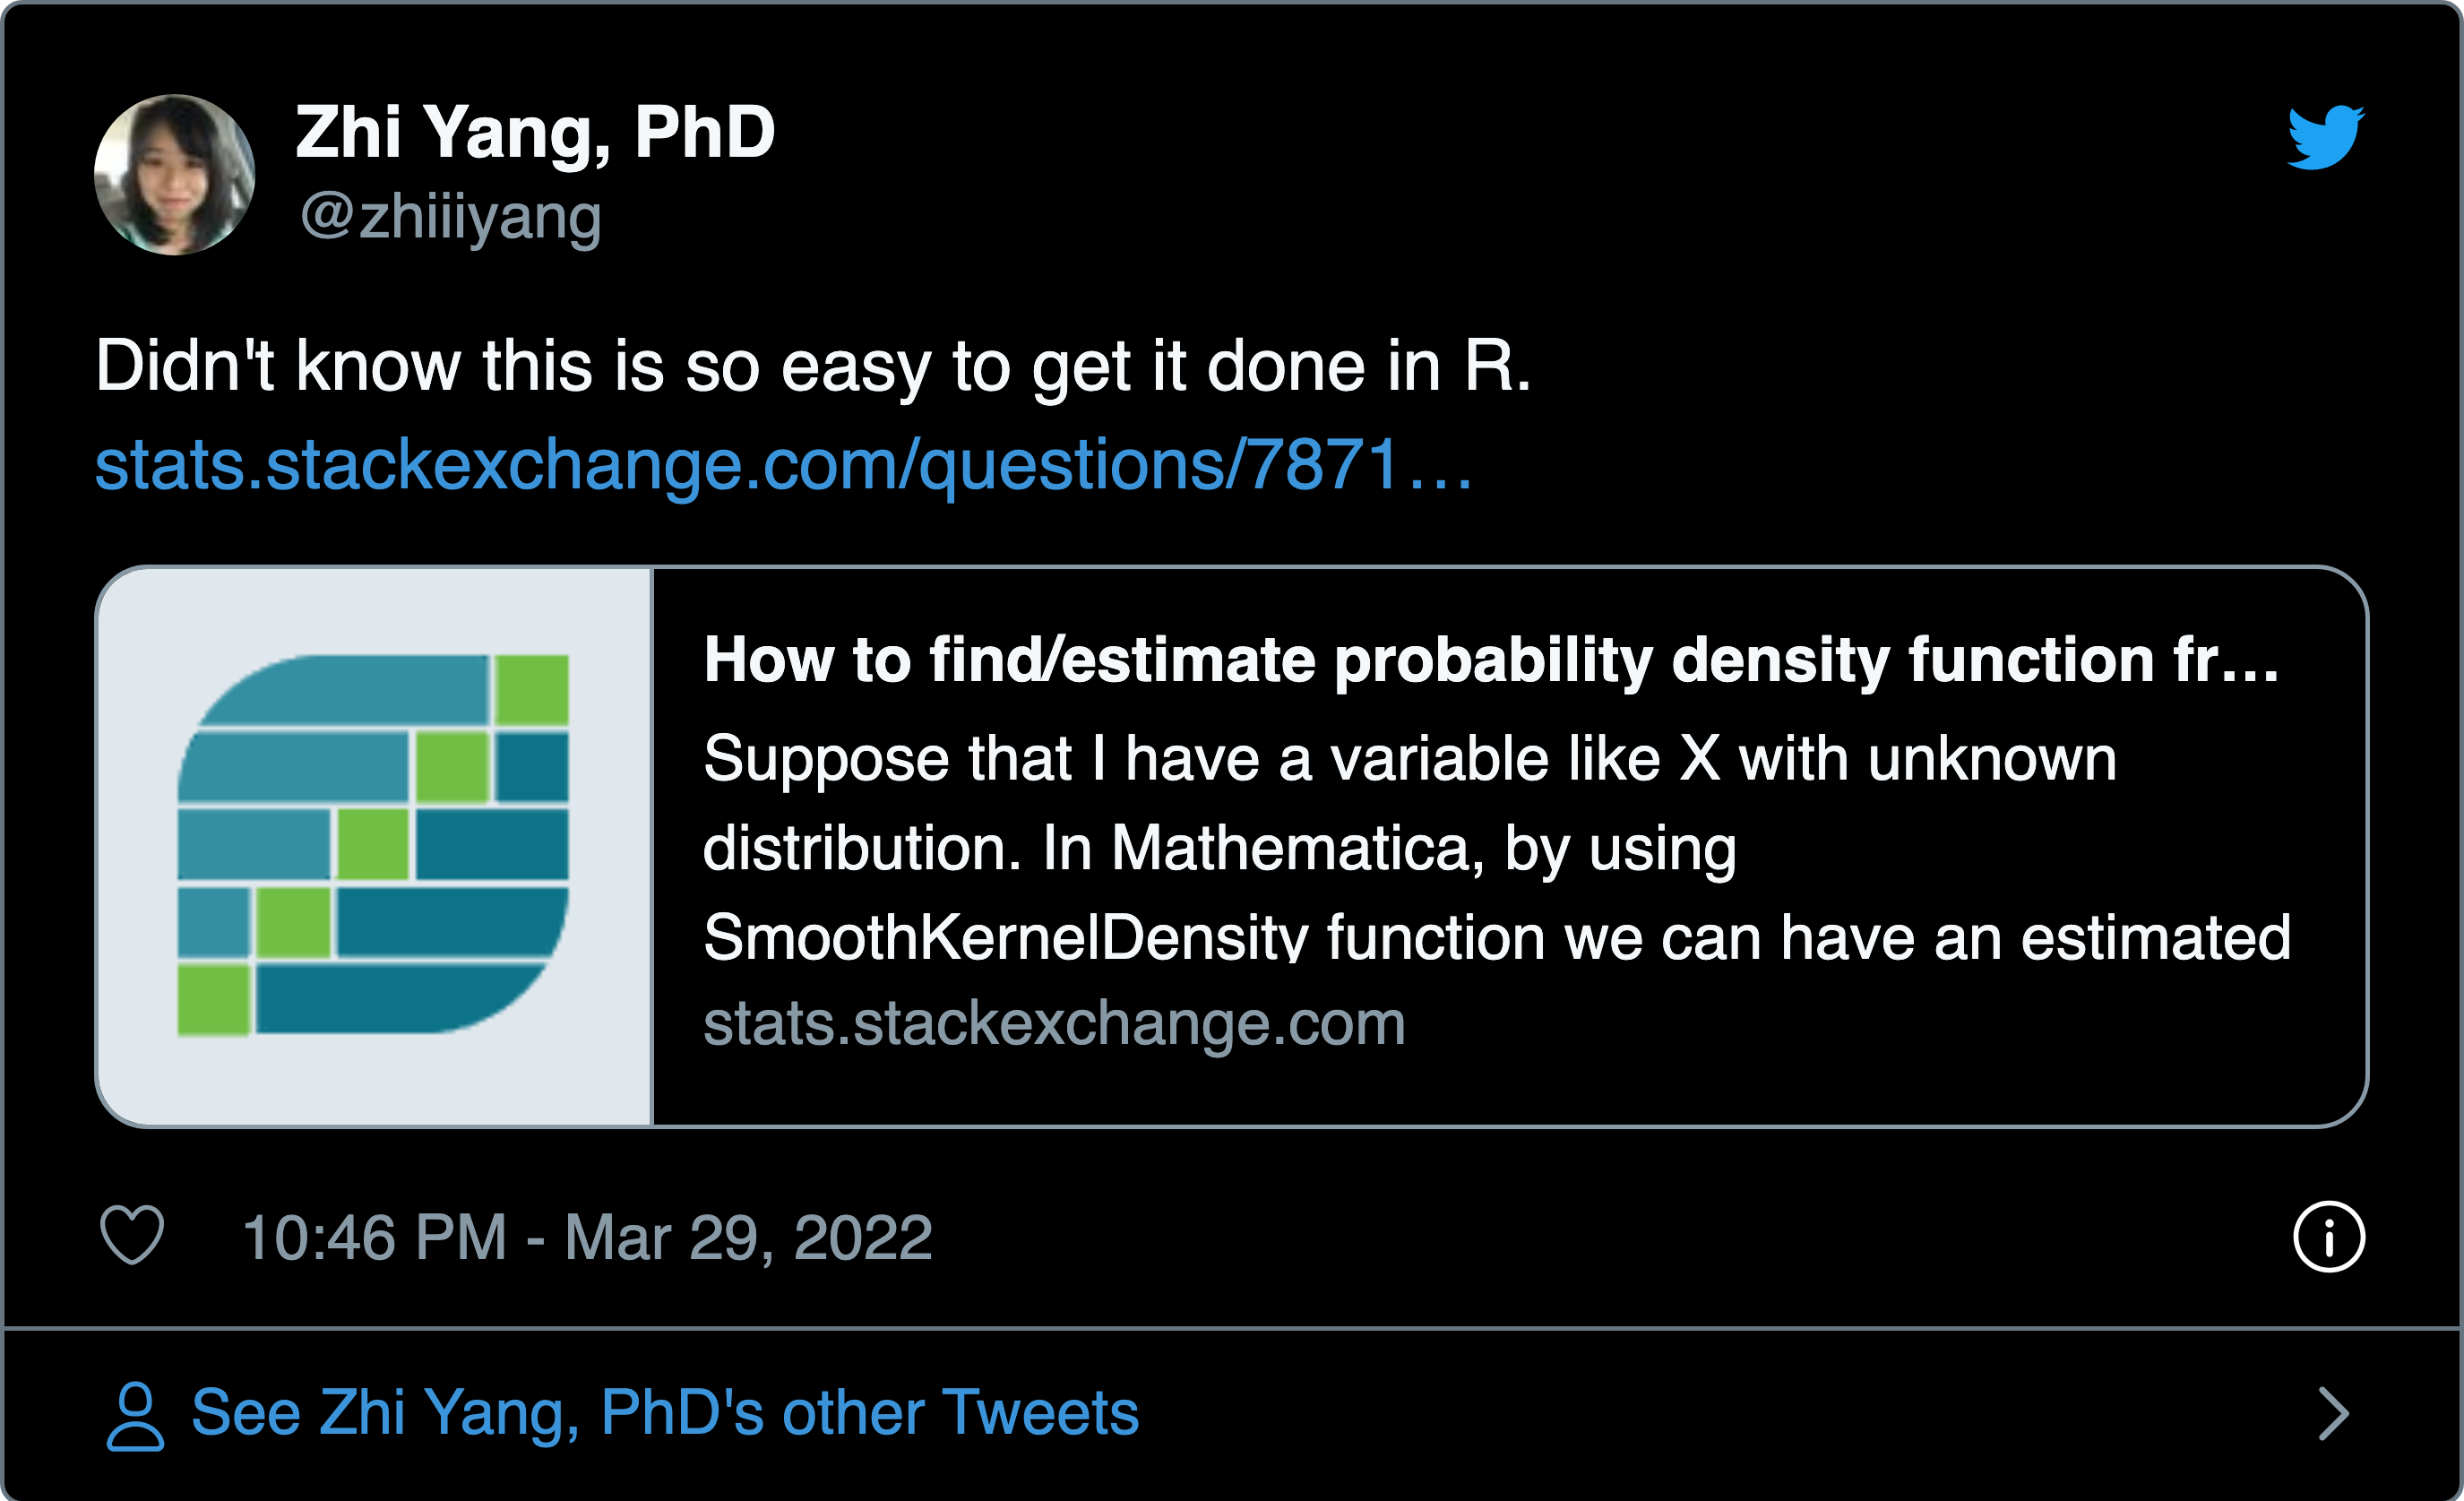 Zhi Yang, PhD
@zhiiiyang
Didn't know this is so easy to get it done in R.
stats.stackexchange.com/questions/7871…
How to find/estimate probability density function fr...
Suppose that I have a variable like X with unknown
distribution. In Mathematica, by using
SmoothKernelDensity function we can have an estimated
stats.stackexchange.com
10:46 PM - Mar 29, 2022
See Zhi Yang, PhD's other Tweets